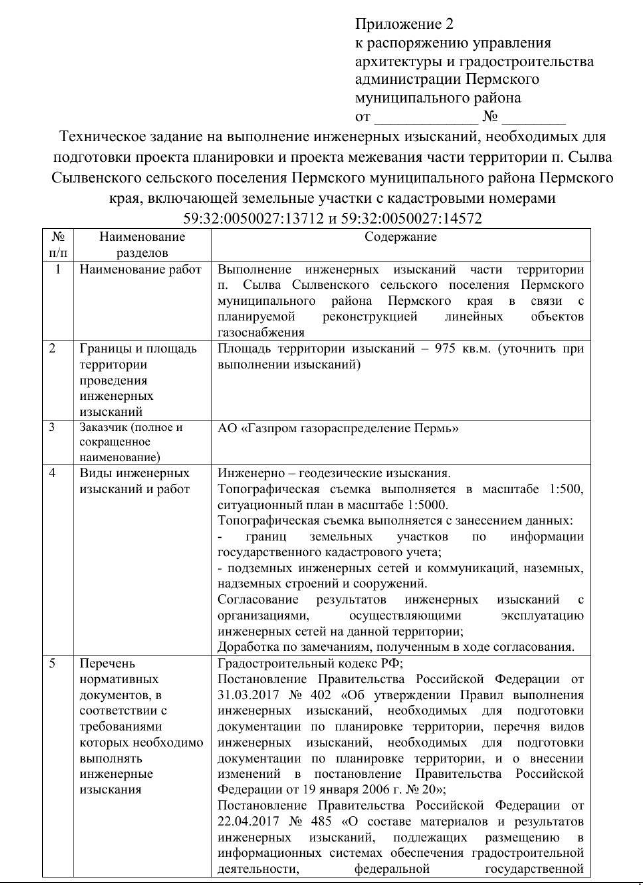 Приложение 2
к распоряжению управления
архитектуры и градостроительства
администрации Пермского
муниципального района
от _____________ № ________
Техническое задание на выполнение инженерных изысканий, необходимых для
подготовки проекта планировки и проекта межевания части территории п. Сылва
Сылвенского сельского поселения Пермского муниципального района Пермского
края, включающей земельные участки с кадастровыми номерами
59:32:0050027:13712 и 59:32:0050027:14572
№
п/п
Наименование
разделов
Содержание
1
Наименование работ
Выполнение инженерных изысканий части территории
п. Сылва Сылвенского сельского поселения Пермского
муниципального района Пермского края в связи с
планируемой реконструкцией линейных объектов
газоснабжения
2
Границы и площадь
территории
проведения
инженерных
изысканий
Площадь территории изысканий – 975 кв.м. (уточнить при
выполнении изысканий)
3
Заказчик (полное и
сокращенное
наименование)
АО «Газпром газораспределение Пермь»
4
Виды инженерных
изысканий и работ
Инженерно – геодезические изыскания.
Топографическая съемка выполняется в масштабе 1:500,
ситуационный план в масштабе 1:5000.
Топографическая съемка выполняется с занесением данных:
- границ земельных участков по информации
государственного кадастрового учета;
- подземных инженерных сетей и коммуникаций, наземных,
надземных строений и сооружений.
Согласование результатов инженерных изысканий с
организациями, осуществляющими эксплуатацию
инженерных сетей на данной территории;
Доработка по замечаниям, полученным в ходе согласования.
5
Перечень
нормативных
документов, в
соответствии с
требованиями
которых необходимо
выполнять
инженерные
изыскания
Градостроительный кодекс РФ;
Постановление Правительства Российской Федерации от
31.03.2017 № 402 «Об утверждении Правил выполнения
инженерных изысканий, необходимых для подготовки
документации по планировке территории, перечня видов
инженерных изысканий, необходимых для подготовки
документации по планировке территории, и о внесении
изменений в постановление Правительства Российской
Федерации от 19 января 2006 г. № 20»;
Постановление Правительства Российской Федерации от
22.04.2017 № 485 «О составе материалов и результатов
инженерных изысканий, подлежащих размещению в
информационных системах обеспечения градостроительной
деятельности, федеральной государственной